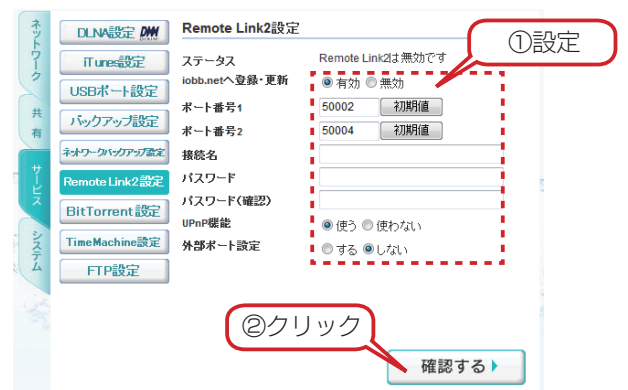 ネットワーク
共有
サービス
システム
DLNA設定
iTunes設定
USBポート設定
バックアップ設定
ネットワークバックアップ設定
Remote Link2設定
BitTorrent設定
TimeMachine設定
FTP設定
Remote Link2設定
①設定
ステータス Remote Link2は無効です
iobb.netへ登録・更新 有効 無効
ポート番号1 50002 初期値
ポート番号2 50004 初期値
接続名
パスワード
パスワード(確認)
UPnP機能 使う 使わない
外部ポート設定 する しない
②クリック
確認する